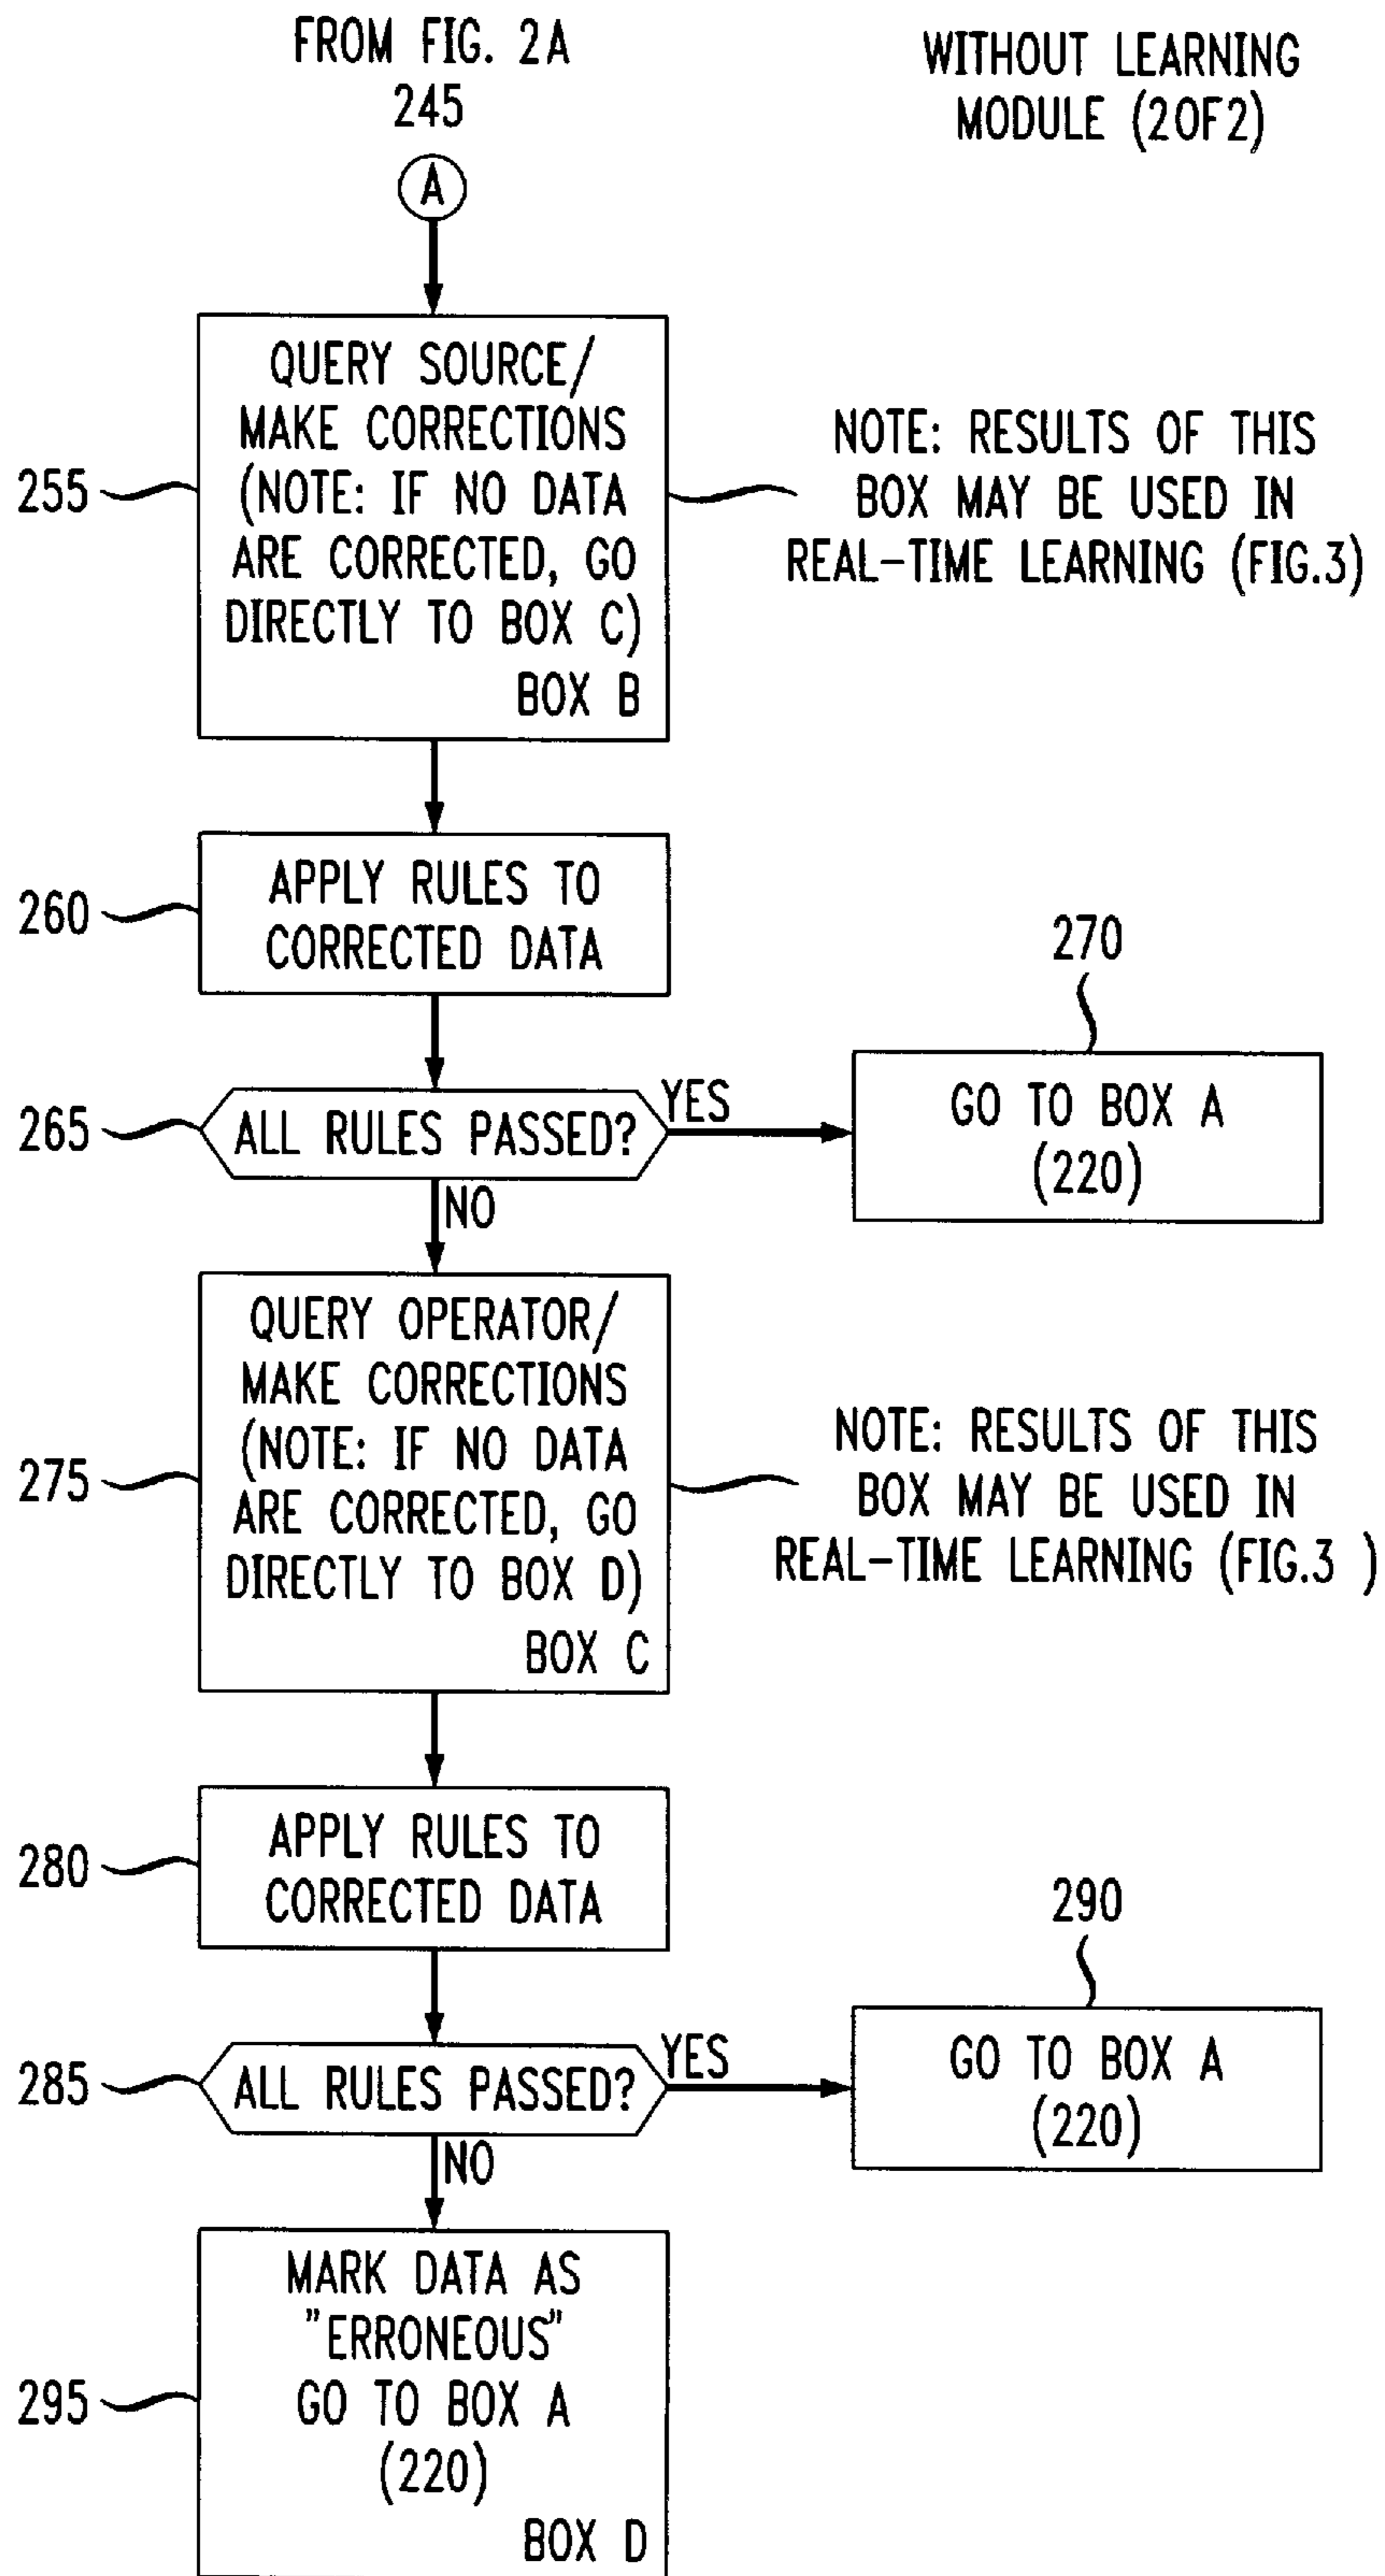 FROM FIG. 2A
245
WITHOUT LEARNING
MODULE (2OF2)
A
255
QUERY SOURCE/
MAKE CORRECTIONS
(NOTE: IF NO DATA
ARE CORRECTED, GO
DIRECTLY TO BOX C)
BOX B
NOTE: RESULTS OF THIS
BOX MAY BE USED IN
REAL-TIME LEARNING (FIG.3)
260
APPLY RULES TO
CORRECTED DATA
265
ALL RULES PASSED?
YES
NO
270
GO TO BOX A
(220)
275
QUERY OPERATOR/
MAKE CORRECTIONS
(NOTE: IF NO DATA
ARE CORRECTED, GO
DIRECTLY TO BOX D)
BOX C
NOTE: RESULTS OF THIS
BOX MAY BE USED IN
REAL-TIME LEARNING (FIG.3 )
280
APPLY RULES TO
CORRECTED DATA
285
ALL RULES PASSED?
YES
NO
290
GO TO BOX A
(220)
295
MARK DATA AS
"ERRONEOUS"
GO TO BOX A
(220)
BOX D